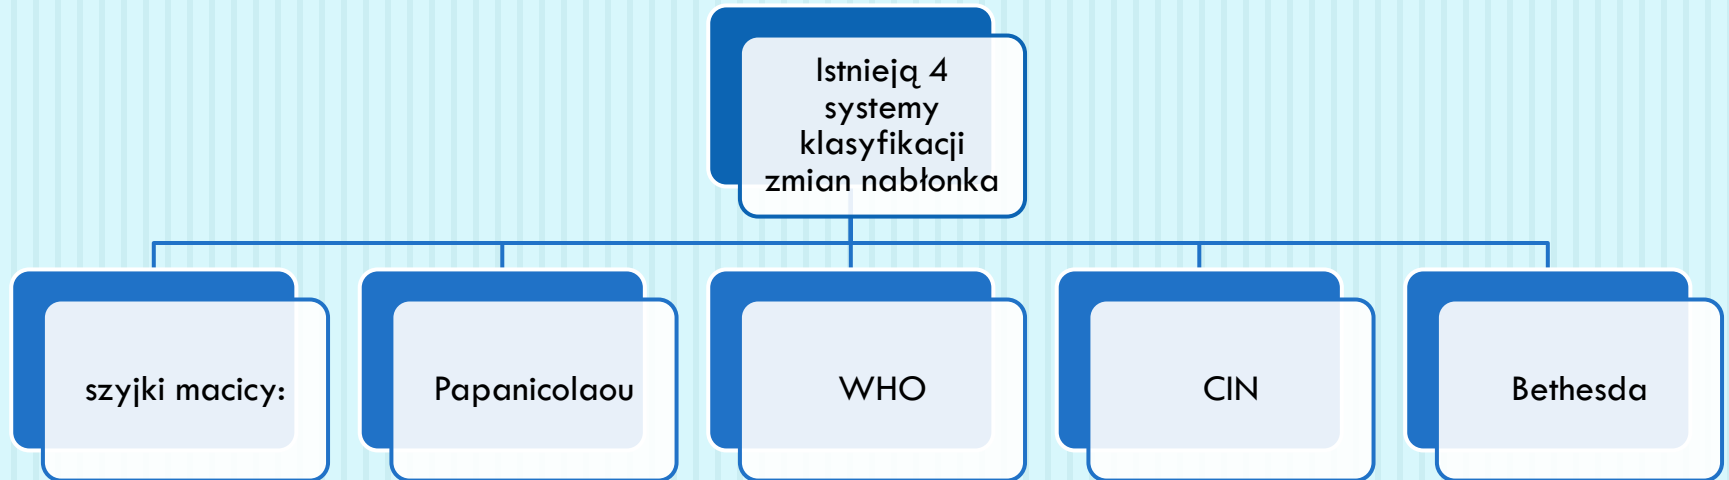 Istnieją 4
systemy
klasyfikacji
zmian nabłonka
szyjki macicy:
Papanicolaou
WHO
CIN
Bethesda